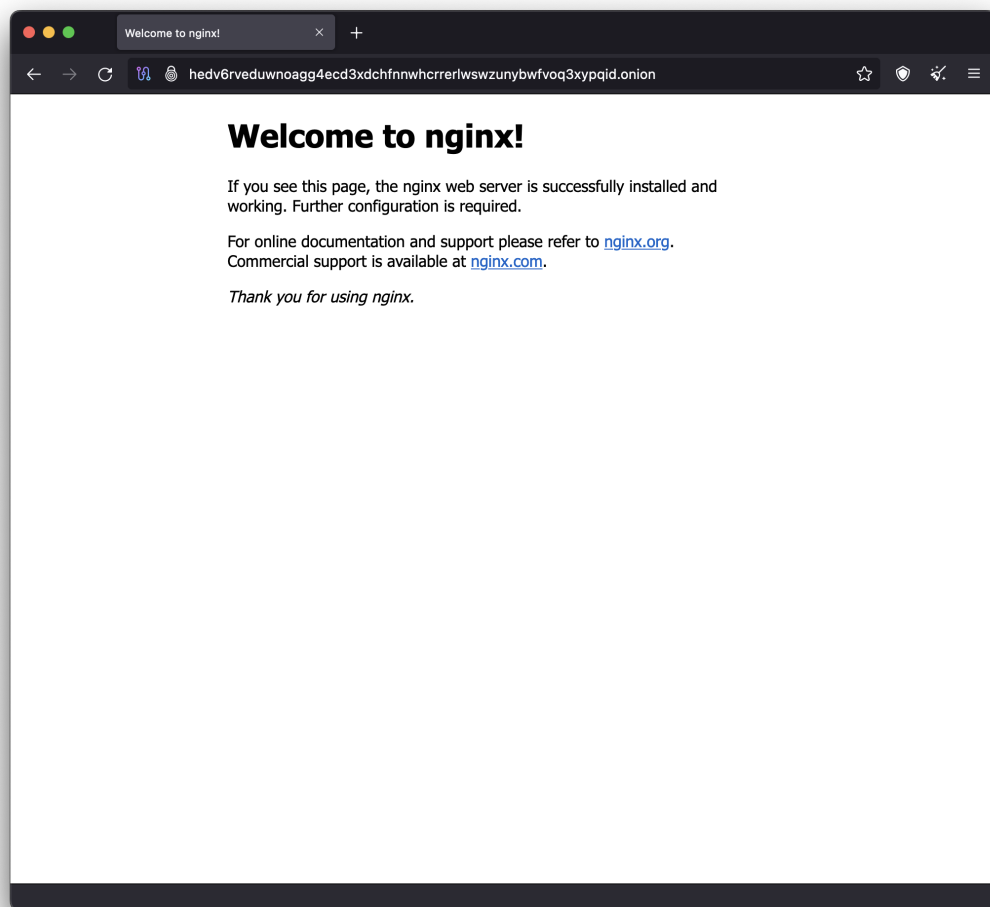 Welcome to nginx!
hedv6rveduwnoagg4ecd3xdchfnnwhcrrerlwswzunybwfvoq3xypqid.onion
Welcome to nginx!
If you see this page, the nginx web server is successfully installed and
working. Further configuration is required.
For online documentation and support please refer to nginx.org.
Commercial support is available at nginx.com.
Thank you for using nginx.